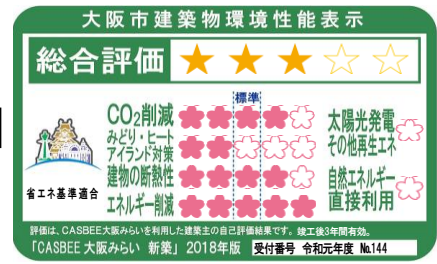 大阪市建築物環境性能表示
総合評価
標準
CO2削減
みどり・ヒート
アイランド対策
建物の断熱性
エネルギー削減
太陽光発電
その他再生エネ
自然エネルギー
直接利用
省エネ基準適合
評価は、CASBEE大阪みらいを利用した建築主の自己評価結果です。竣工後3年間有効。
「CASBEE大阪みらい 新築」2018年版 受付番号 令和元年度 №144